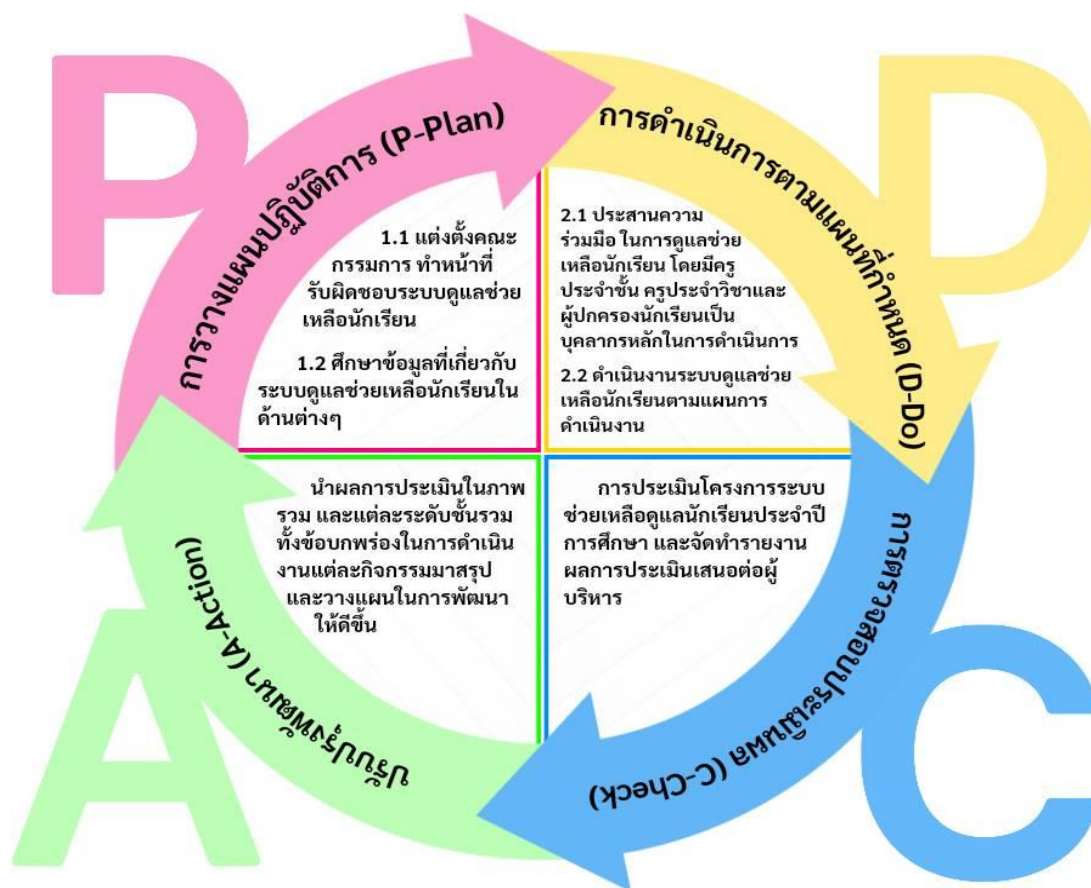 P
การวางแผนปฏิบัติการ (P-Plan)
1.1 แต่งตั้งคณะ
กรรมการ ทำหน้าที่
รับผิดชอบระบบดูแลช่วย
เหลือนักเรียน
1.2 ศึกษาข้อมูลที่เกี่ยวกับ
ระบบดูแลช่วยเหลือนักเรียนใน
ด้านต่างๆ
D
การดำเนินการตามแผนที่กำหนด (D-Do)
2.1 ประสานความ
ร่วมมือ ในการดูแลช่วย
เหลือนักเรียน โดยมีครู
ประจำชั้น ครูประจำวิชาและ
ผู้ปกครองนักเรียนเป็น
บุคลากรหลักในการดำเนินการ
2.2 ดำเนินงานระบบดูแลช่วย
เหลือนักเรียนตามแผนการ
ดำเนินงาน
C
การตรวจสอบประเมินผล (C-Check)
การประเมินโครงการระบบ
ช่วยเหลือดูแลนักเรียนประจำปี
การศึกษา และจัดทำรายงาน
ผลการประเมินเสนอต่อผู้
บริหาร
A
ปรับปรุงพัฒนา (A-Action)
นำผลการประเมินในภาพ
รวม และแต่ละระดับชั้นรวม
ทั้งข้อบกพร่องในการดำเนิน
งานแต่ละกิจกรรมมาสรุป
และวางแผนในการพัฒนา
ให้ดีขึ้น